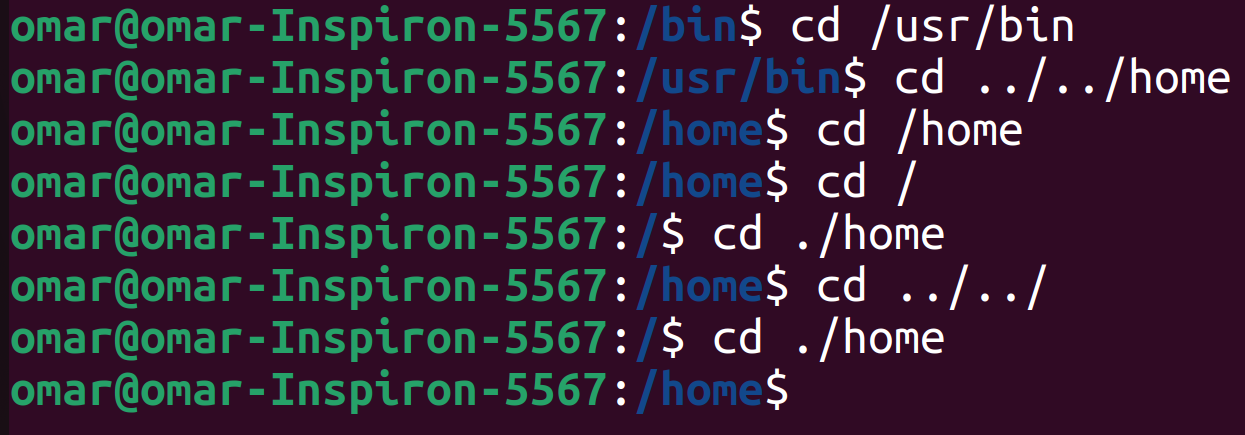 omar@omar-Inspiron-5567:/bin$ cd /usr/bin
omar@omar-Inspiron-5567:/usr/bin$ cd ../../home
omar@omar-Inspiron-5567:/home$ cd /home
omar@omar-Inspiron-5567:/home$ cd /
omar@omar-Inspiron-5567:/$ cd ./home
omar@omar-Inspiron-5567:/home$ cd ../../
omar@omar-Inspiron-5567:/$ cd ./home
omar@omar-Inspiron-5567:/home$